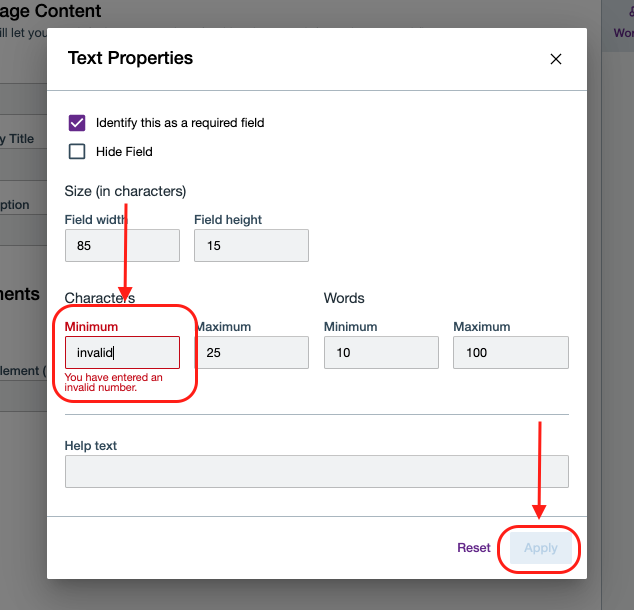 age Content
ill let you
Wor
Text Properties
Identify this as a required field
Hide Field
y Title
Size (in characters)
ption
Field width
Field height
85
15
ments
Characters
Words
Minimum
Maximum
Minimum
Maximum
invalid
25
10
100
lement (
You have entered an
invalid number.
Help text
Reset
Apply